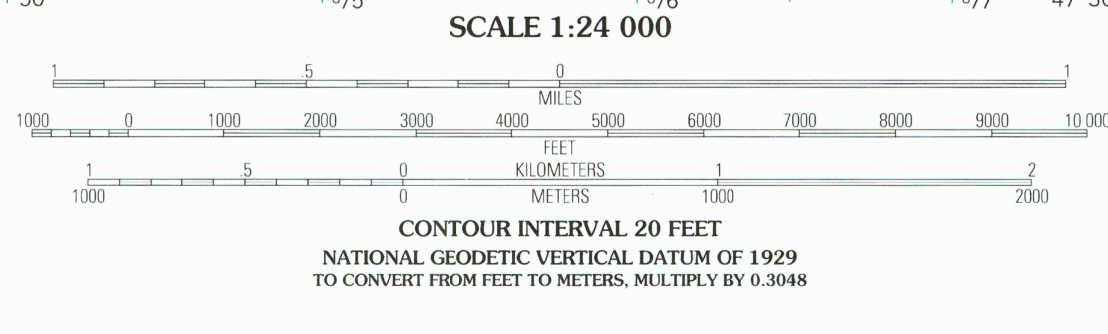 SCALE 1:24 000
1 .5 0 1
MILES
1000 0 1000 2000 3000 4000 5000 6000 7000 8000 9000 10 000
FEET
1 .5 0 KILOMETERS 1 2
1000 0 METERS 1000 2000
CONTOUR INTERVAL 20 FEET
NATIONAL GEODETIC VERTICAL DATUM OF 1929
TO CONVERT FROM FEET TO METERS, MULTIPLY BY 0.3048